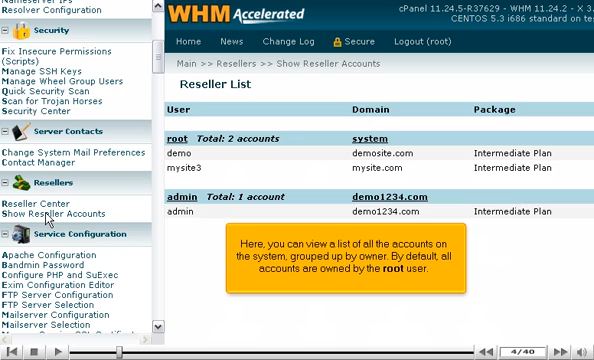 Nameserver IPs
Resolver Configuration
Security
Fix Insecure Permissions
(Scripts)
Manage SSH Keys
Manage Wheel Group Users
Quick Security Scan
Scan for Trojan Horses
Security Center
Server Contacts
Change System Mail Preferences
Contact Manager
Resellers
Reseller Center
Show Reseller Accounts
Service Configuration
Apache Configuration
Bandmin Password
Configure PHP and SuExec
Exim Configuration Editor
FTP Server Configuration
FTP Server Selection
Mailserver Configuration
Mailserver Selection
WHM Accelerated
cPanel 11.24.5-R37629 - WHM 11.24.2 - X 3.
CENTOS 5.3 i686 standard on
Home News Change Log Secure Logout (root)
Main >> Resellers >> Show Reseller Accounts
Reseller List
User Domain Package
root Total: 2 accounts system
demo demosite.com Intermediate Plan
mysite3 mysite.com Intermediate Plan
admin Total: 1 account demo1234.com
admin demo1234.com Intermediate Plan
Here, you can view a list of all the accounts on
the system, grouped up by owner. By default, all
accounts are owned by the root user.
4/40